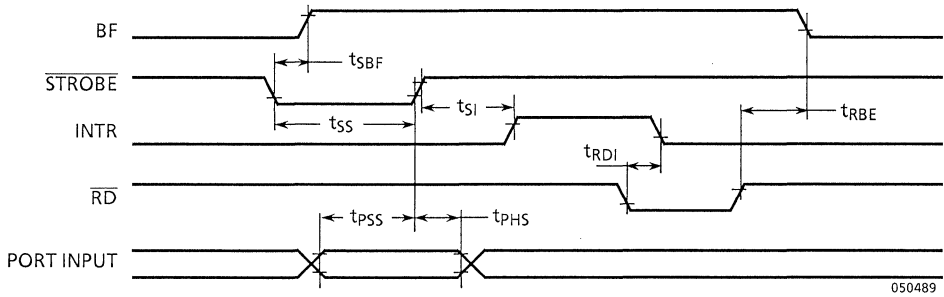 BF
tSBF
STROBE
tSS
tSI
tRBE
INTR
tRDI
RD
tPSS
tPHS
PORT INPUT
050489